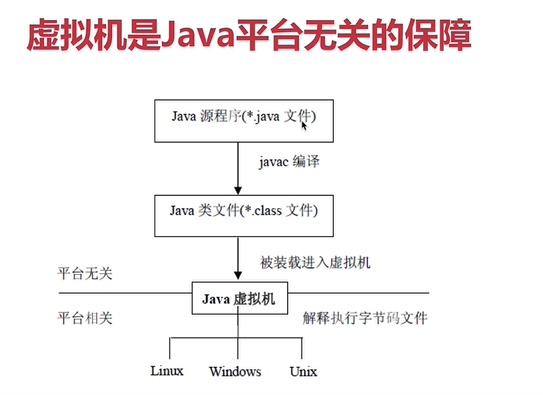 虚拟机是Java平台无关的保障
Java 源程序(*.java 文件)
javac 编译
Java 类文件(*.class 文件)
被装载进入虚拟机
平台无关
Java 虚拟机
平台相关
解释执行字节码文件
Linux Windows Unix